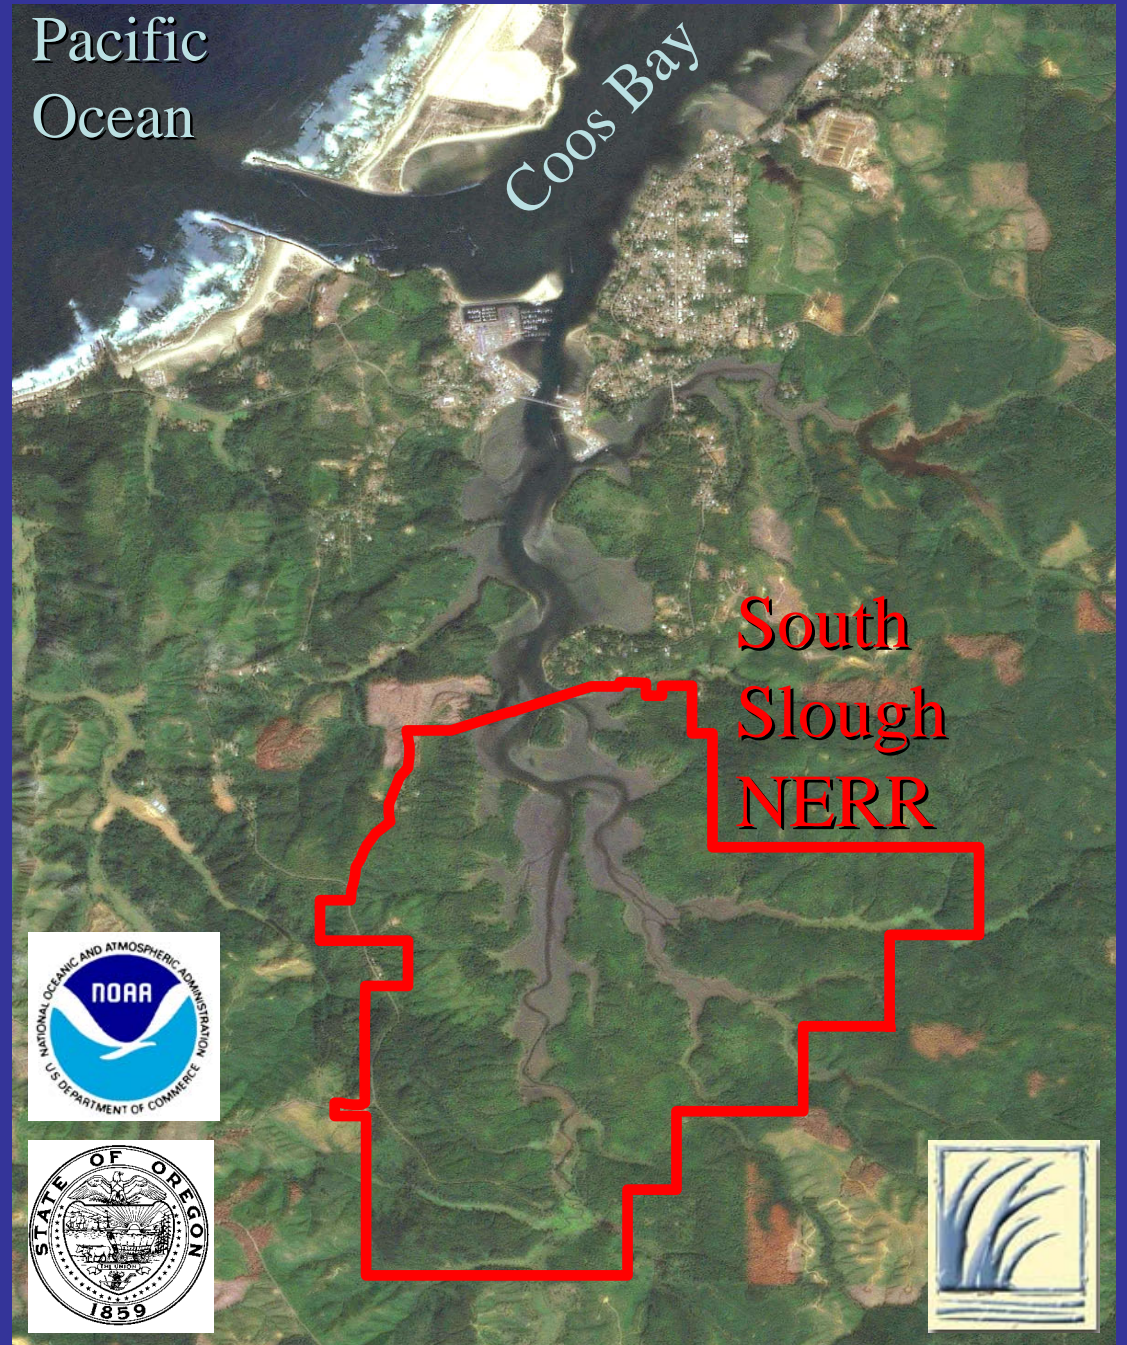 Pacific
Ocean
Coos Bay
South
Slough
NERR
NATIONAL OCEANIC AND ATMOSPHERIC ADMINISTRATION
NOAA
U.S. DEPARTMENT OF COMMERCE
STATE OF OREGON
THE UNION
1859